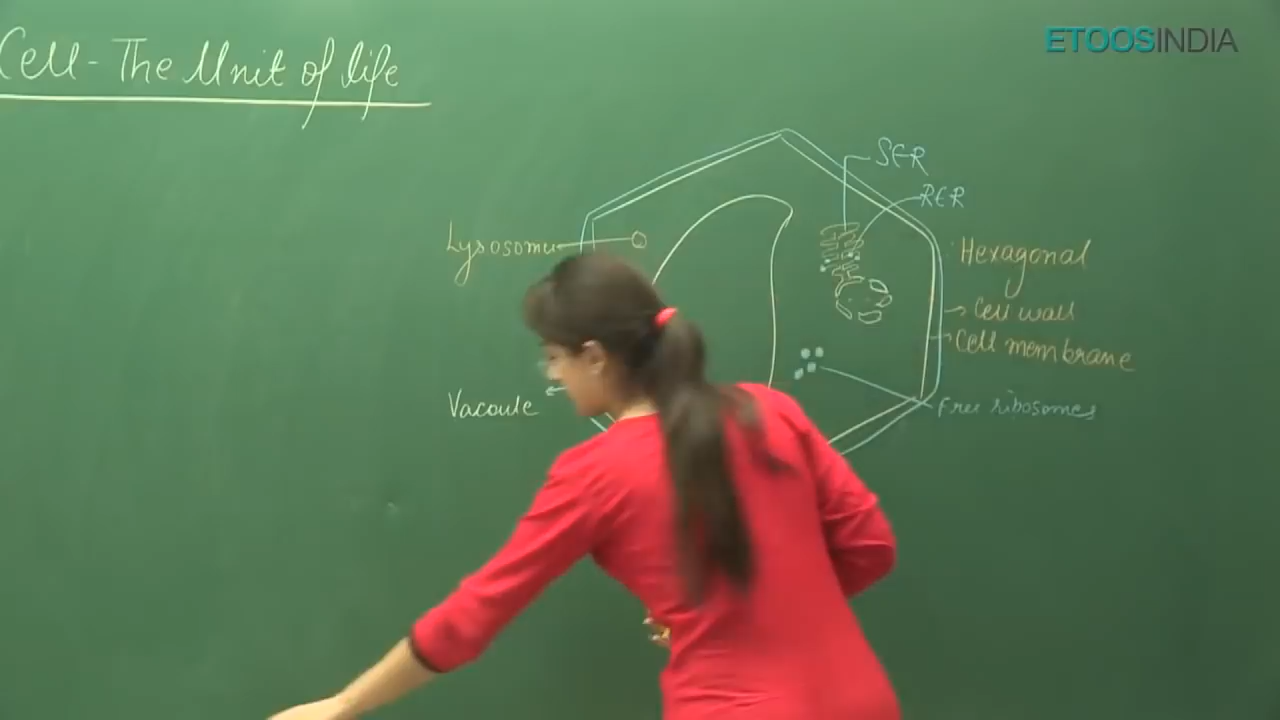 ETOOSINDIA
Cell - The Unit of life
SER
RER
Lysosome
Hexagonal
Cell wall
Cell membrane
Vacoule
Free ribosomes